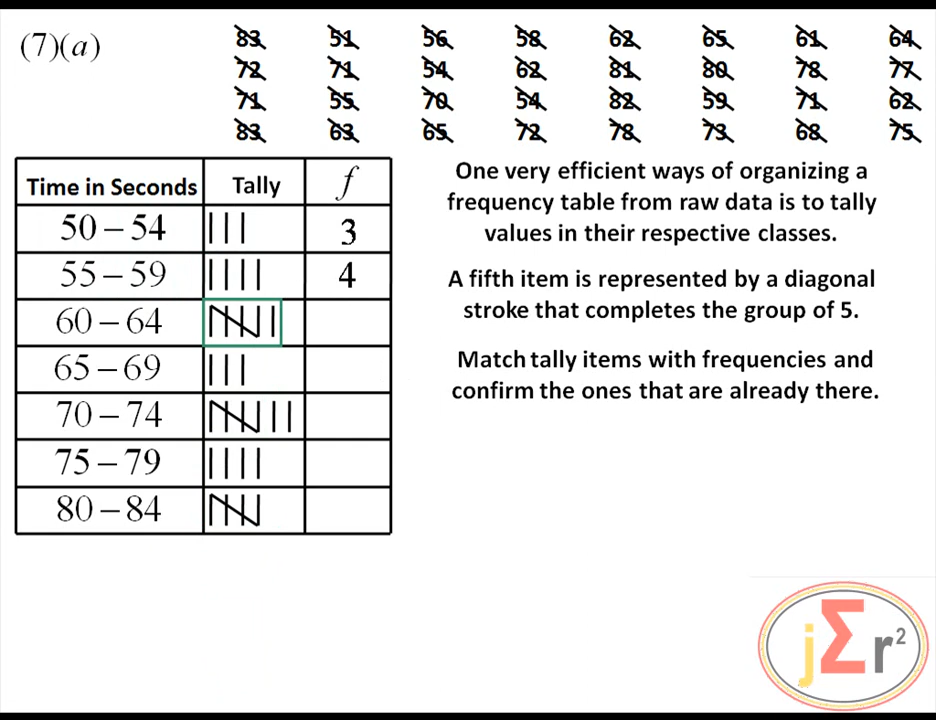 (7)(a)
83 51 56 58 62 65 61 64
72 71 54 62 81 80 78 77
71 55 70 54 82 59 71 62
83 63 65 72 78 73 68 75
Time in Seconds Tally f
50 – 54 3
55 – 59 4
60 – 64
65 – 69
70 – 74
75 – 79
80 – 84
One very efficient ways of organizing a
frequency table from raw data is to tally
values in their respective classes.
A fifth item is represented by a diagonal
stroke that completes the group of 5.
Match tally items with frequencies and
confirm the ones that are already there.
jΣr²